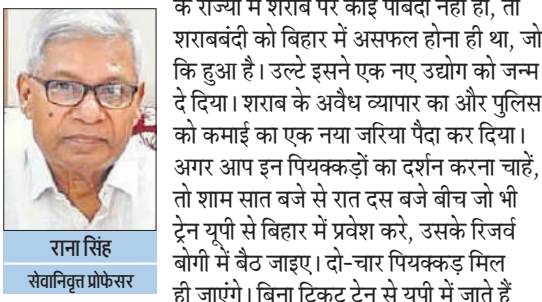 के राज्यों में शराब पर कोई पाबंदी नहीं हो, तो
शराबबंदी को बिहार में असफल होना ही था, जो
कि हुआ है। उल्टे इसने एक नए उद्योग को जन्म
दे दिया। शराब के अवैध व्यापार का और पुलिस
को कमाई का एक नया जरिया पैदा कर दिया।
अगर आप इन पियक्कड़ों का दर्शन करना चाहें,
तो शाम सात बजे से रात दस बजे बीच जो भी
ट्रेन यूपी से बिहार में प्रवेश करे, उसके रिजर्व
बोगी में बैठ जाइए। दो-चार पियक्कड़ मिल
ही जाएंगे। बिना टिकट ट्रेन से यूपी में जाते हैं
राना सिंह
सेवानिवृत्त प्रोफेसर